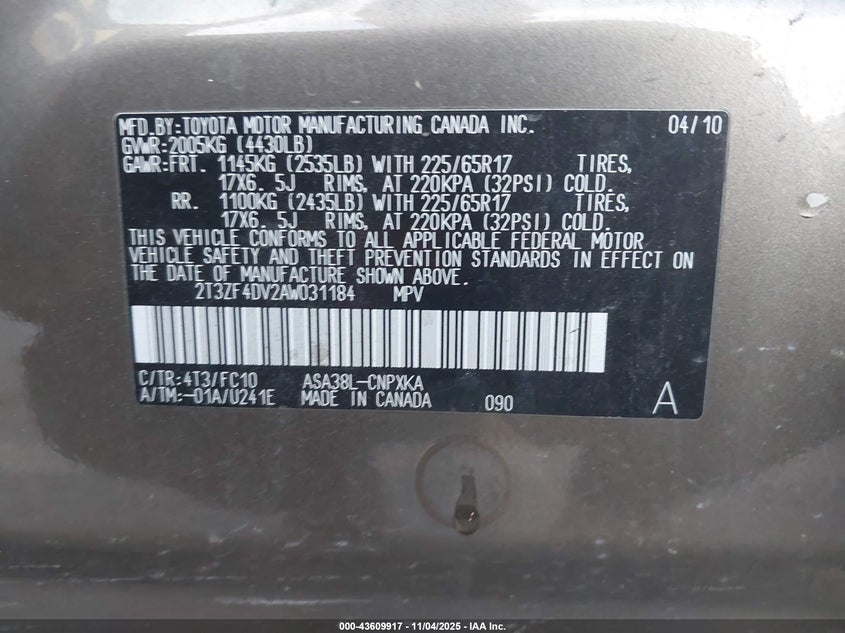 MFD. BY: TOYOTA MOTOR MANUFACTURING CANADA INC. 04/10
GVWR: 2005KG (4430LB)
GAWR: FRT. 1145KG (2535LB) WITH 225/65R17 TIRES,
17X6. 5J RIMS, AT 220KPA (32PSI) COLD.
RR. 1100KG (2435LB) WITH 225/65R17 TIRES,
17X6. 5J RIMS, AT 220KPA (32PSI) COLD.
THIS VEHICLE CONFORMS TO ALL APPLICABLE FEDERAL MOTOR
VEHICLE SAFETY AND THEFT PREVENTION STANDARDS IN EFFECT ON
THE DATE OF MANUFACTURE SHOWN ABOVE.
2T3ZF4DV2AW031184 MPV
C/TR: 4T3/FC10 ASA38L-CNPXKA
A/TM: -01A/U241E MADE IN CANADA 090 A
000-43609917 - 11/04/2025 - IAA Inc.